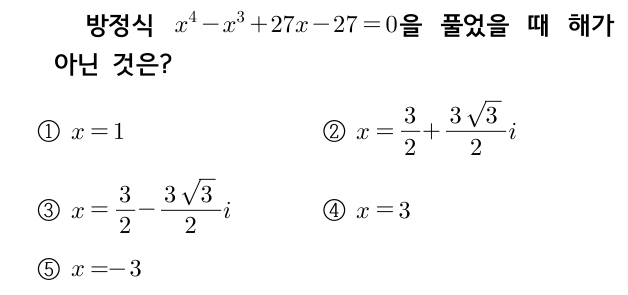 방정식 x⁴−x³+27x−27=0을 풀었을 때 해가
아닌 것은?
① x=1 ② x=3/2+(3√3)/2 i
③ x=3/2−(3√3)/2 i ④ x=3
⑤ x=−3